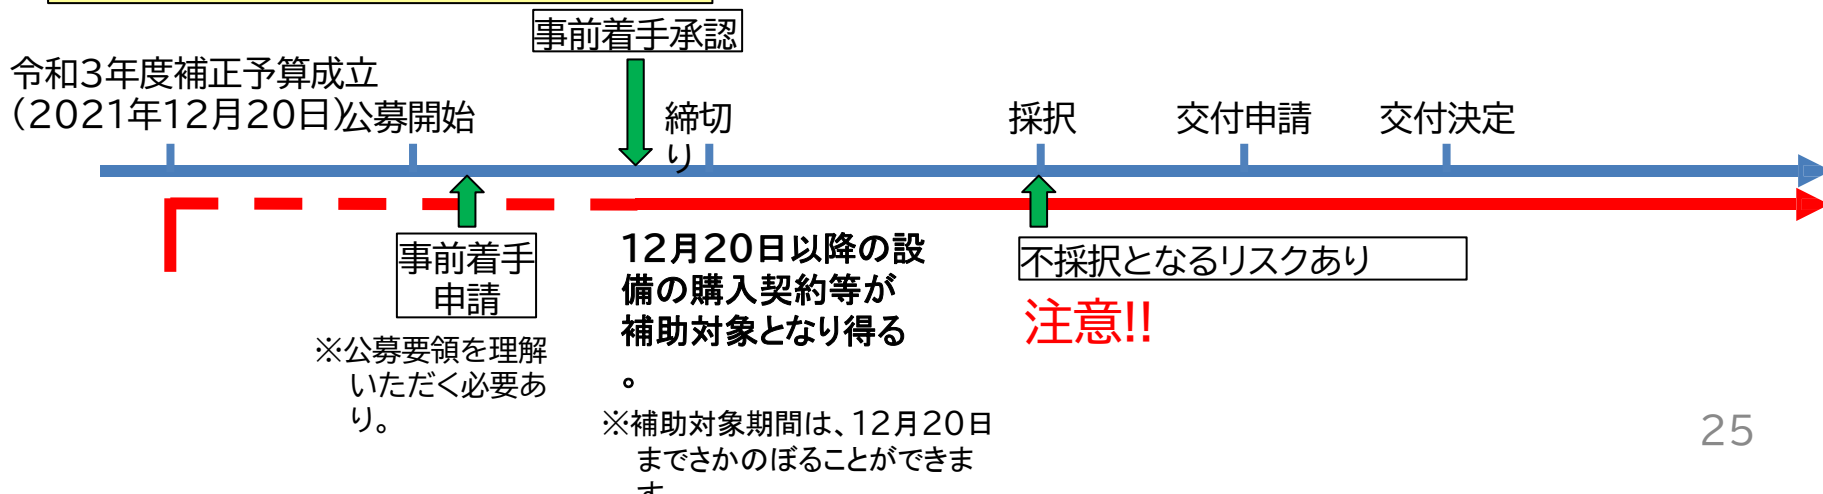 事前着手承認
令和3年度補正予算成立
(2021年12月20日)
公募開始
締切
り
採択
交付申請
交付決定
事前着手
申請
※公募要領を理解
いただく必要あ
り。
12月20日以降の設
備の購入契約等が
補助対象となり得る
。
※補助対象期間は、12月20日
までさかのぼることができま
す
不採択となるリスクあり
注意!!
25